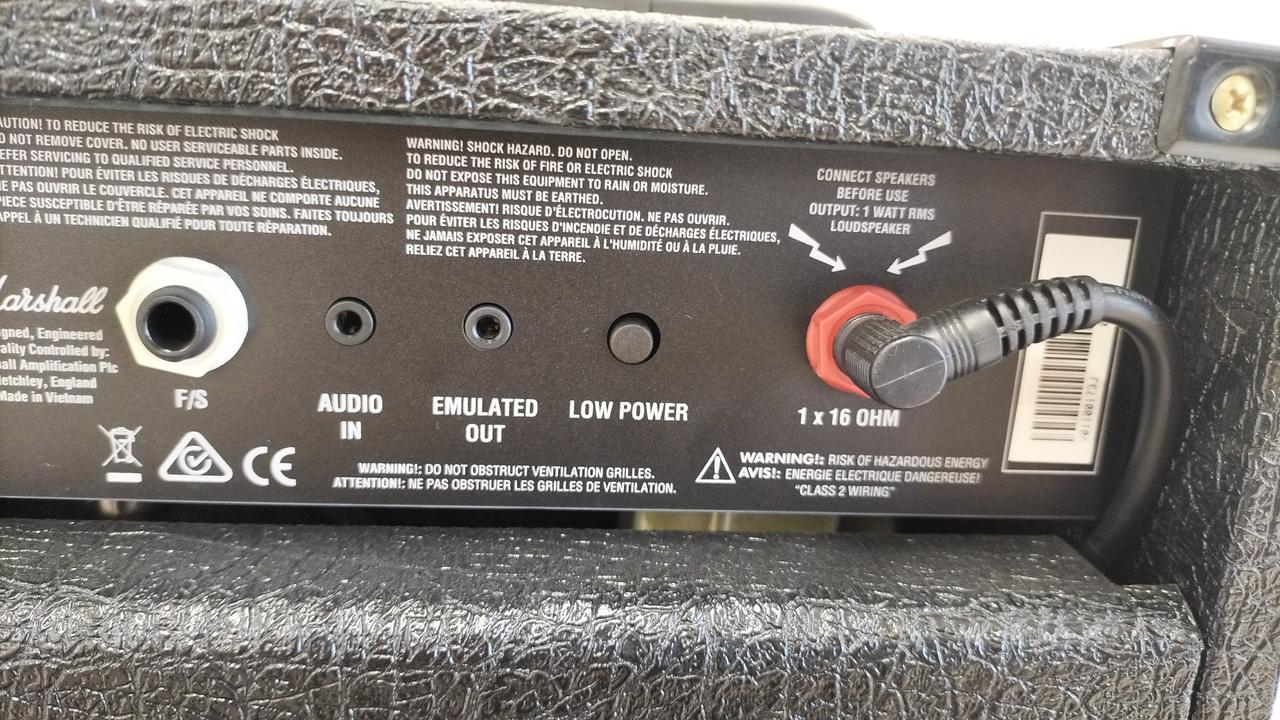 AUTION! TO REDUCE THE RISK OF ELECTRIC SHOCK
O NOT REMOVE COVER. NO USER SERVICEABLE PARTS INSIDE.
EFER SERVICING TO QUALIFIED SERVICE PERSONNEL.
TTENTION! POUR ÉVITER LES RISQUES DE DÉCHARGES ÉLECTRIQUES,
E PAS OUVRIR LE COUVERCLE. CET APPAREIL NE COMPORTE AUCUNE
PIECE SUSCEPTIBLE D'ÊTRE RÉPARÉE PAR VOS SOINS. FAITES TOUJOURS
APPEL À UN TECHNICIEN QUALIFIÉ POUR TOUTE RÉPARATION.
WARNING! SHOCK HAZARD. DO NOT OPEN.
TO REDUCE THE RISK OF FIRE OR ELECTRIC SHOCK
DO NOT EXPOSE THIS EQUIPMENT TO RAIN OR MOISTURE.
THIS APPARATUS MUST BE EARTHED.
AVERTISSEMENT! RISQUE D'ÉLECTROCUTION. NE PAS OUVRIR.
POUR ÉVITER LES RISQUES D'INCENDIE ET DE DÉCHARGES ÉLECTRIQUES,
NE JAMAIS EXPOSER CET APPAREIL À L'HUMIDITÉ OU À LA PLUIE.
RELIEZ CET APPAREIL À LA TERRE.
CONNECT SPEAKERS
BEFORE USE
OUTPUT: 1 WATT RMS
LOUDSPEAKER
Marshall
igned, Engineered
ality Controlled by:
all Amplification Plc
letchley, England
Made in Vietnam
F/S
AUDIO
IN
EMULATED
OUT
LOW POWER
1 x 16 OHM
CE
WARNING!: DO NOT OBSTRUCT VENTILATION GRILLES.
ATTENTION!: NE PAS OBSTRUER LES GRILLES DE VENTILATION.
WARNING!: RISK OF HAZARDOUS ENERGY
AVIS!: ENERGIE ELECTRIQUE DANGEREUSE!
"CLASS 2 WIRING"